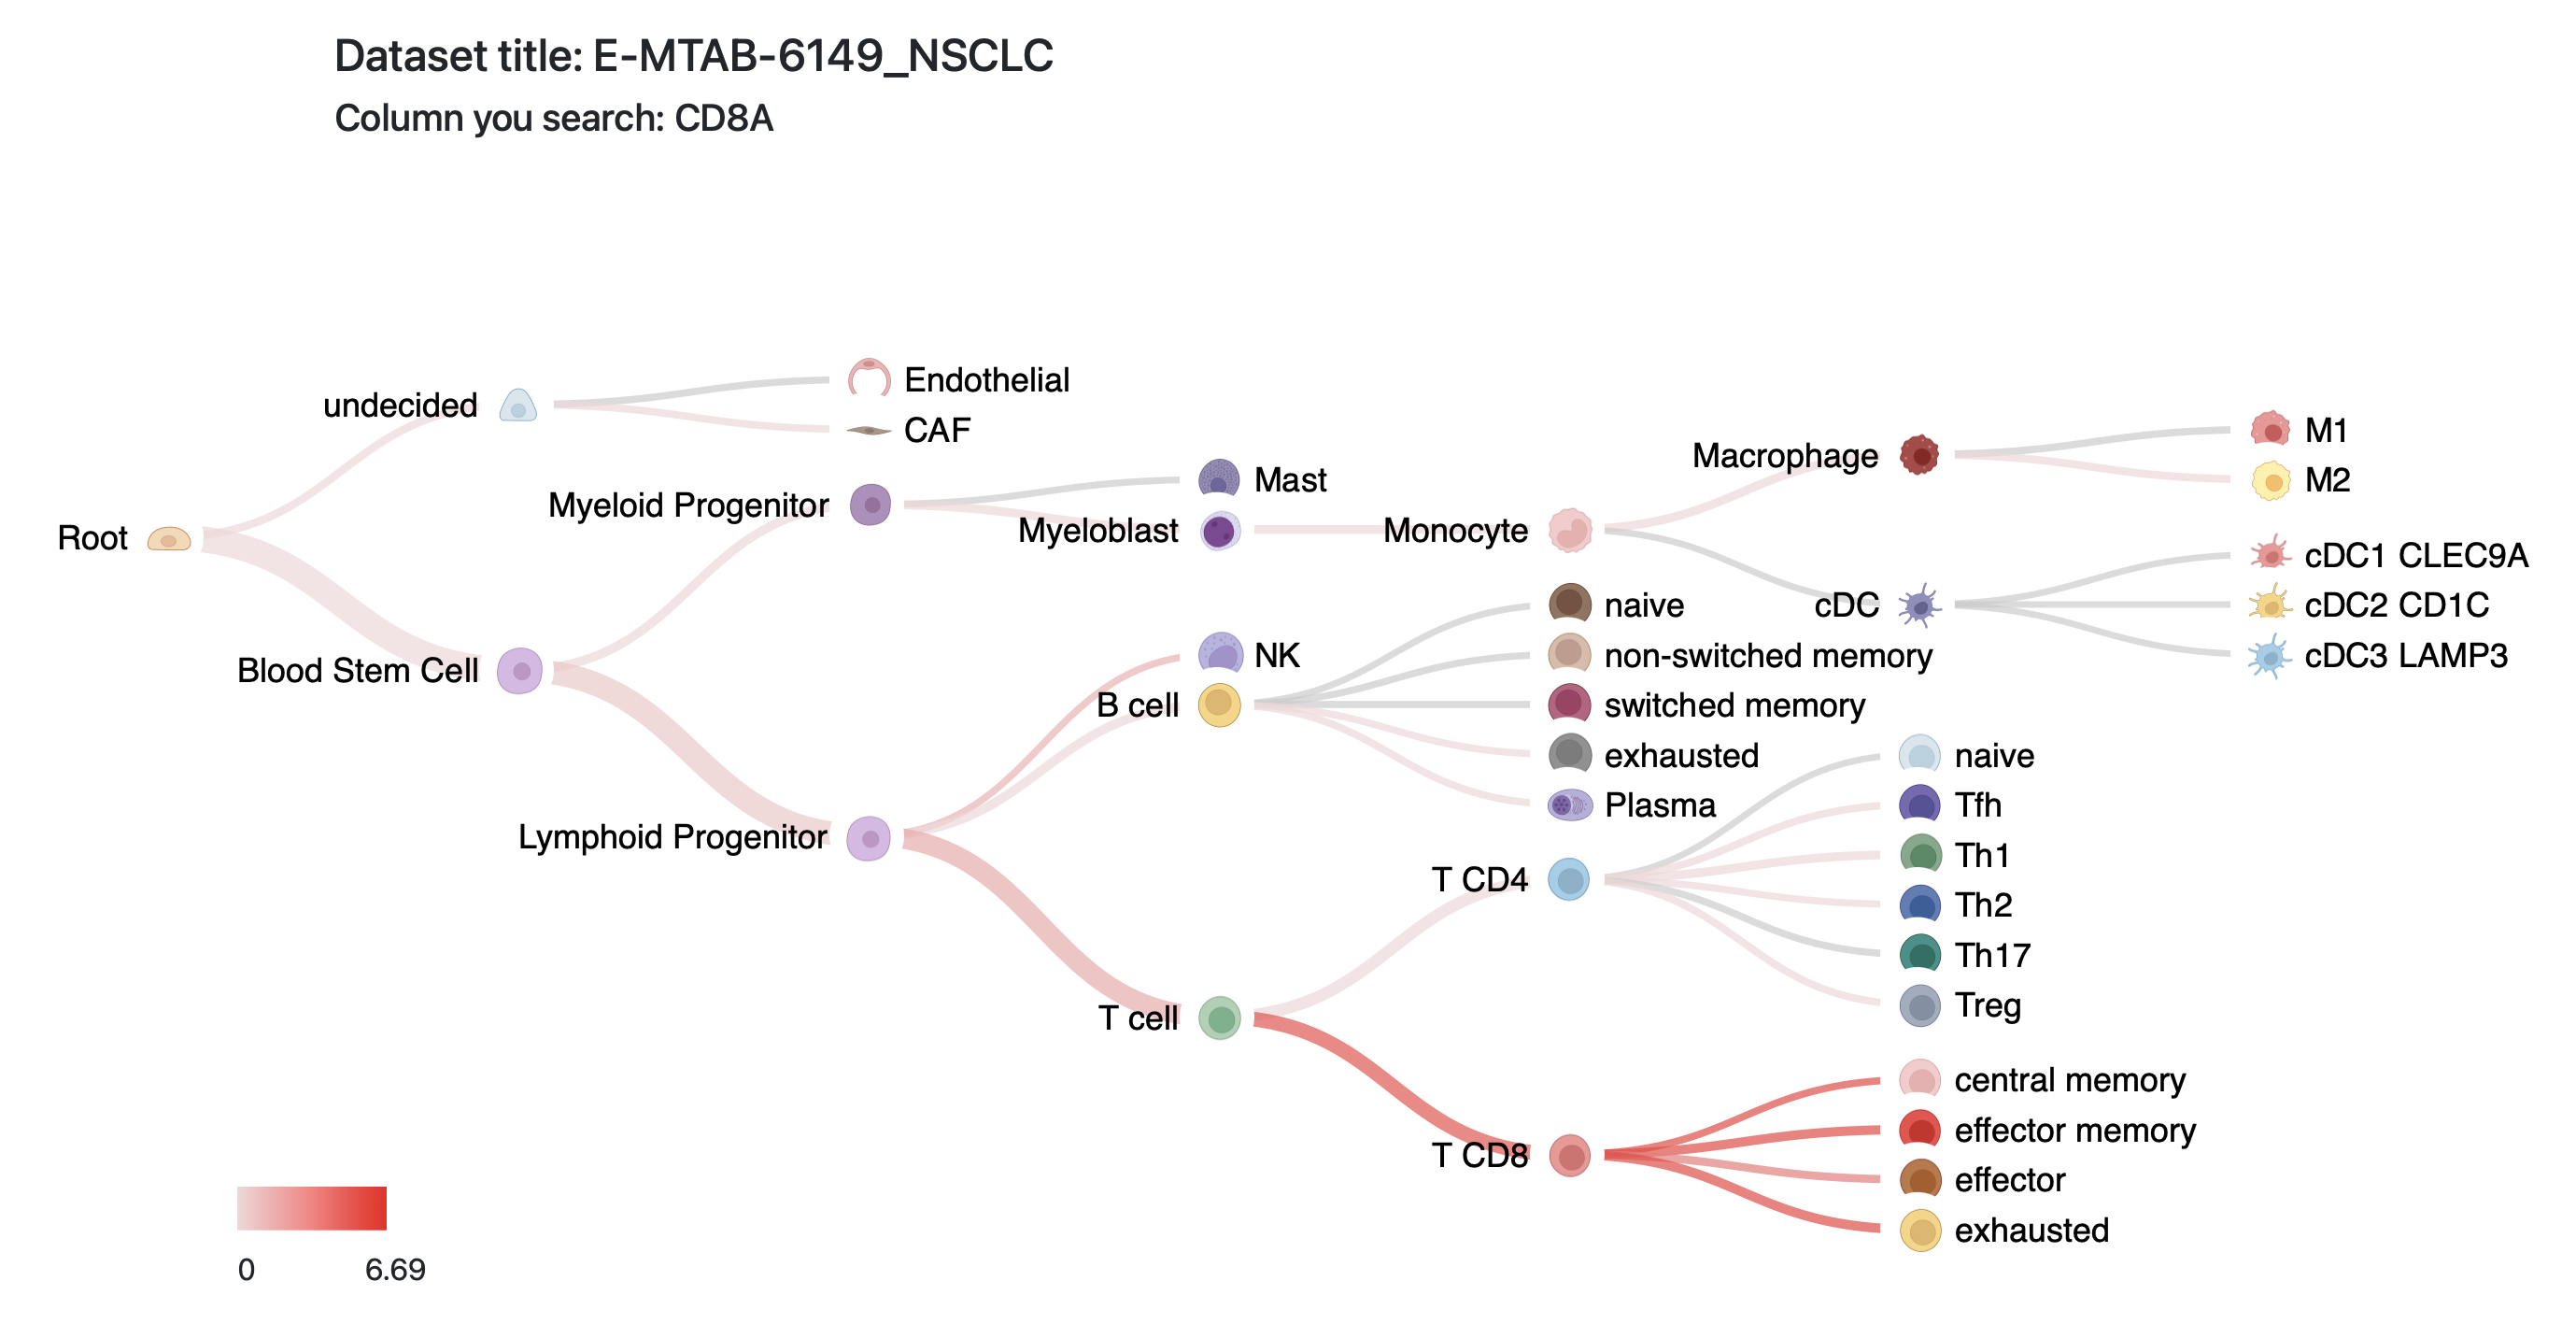 Dataset title: E-MTAB-6149_NSCLC
Column you search: CD8A
Endothelial
undecided
CAF
M1
Macrophage
Mast
M2
Myeloid Progenitor
Myeloblast
Monocyte
Root
cDC1 CLEC9A
naive
cDC
cDC2 CD1C
NK
non-switched memory
cDC3 LAMP3
Blood Stem Cell
B cell
switched memory
exhausted
naive
Plasma
Tfh
Lymphoid Progenitor
Th1
T CD4
Th2
Th17
T cell
Treg
central memory
effector memory
T CD8
effector
exhausted
0 6.69